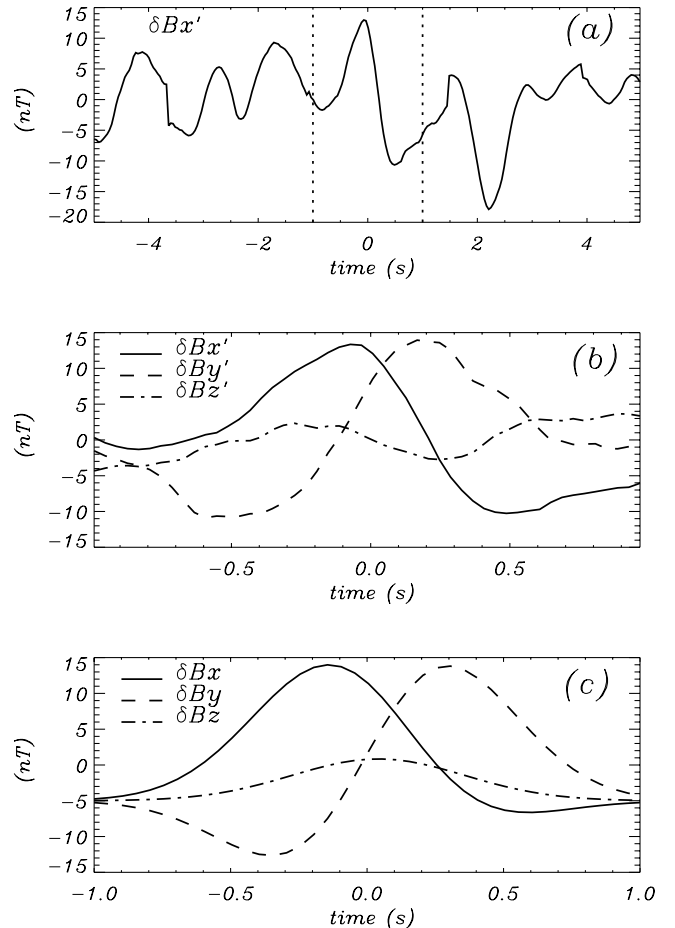 δBx′
(a)
(nT)
15
10
5
0
−5
−10
−15
−20
−4 −2 0 2 4
time (s)
δBx′
δBy′
δBz′
(b)
(nT)
15
10
5
0
−5
−10
−15
−0.5 0.0 0.5
time (s)
δBx
δBy
δBz
(c)
(nT)
15
10
5
0
−5
−10
−15
−1.0 −0.5 0.0 0.5 1.0
time (s)